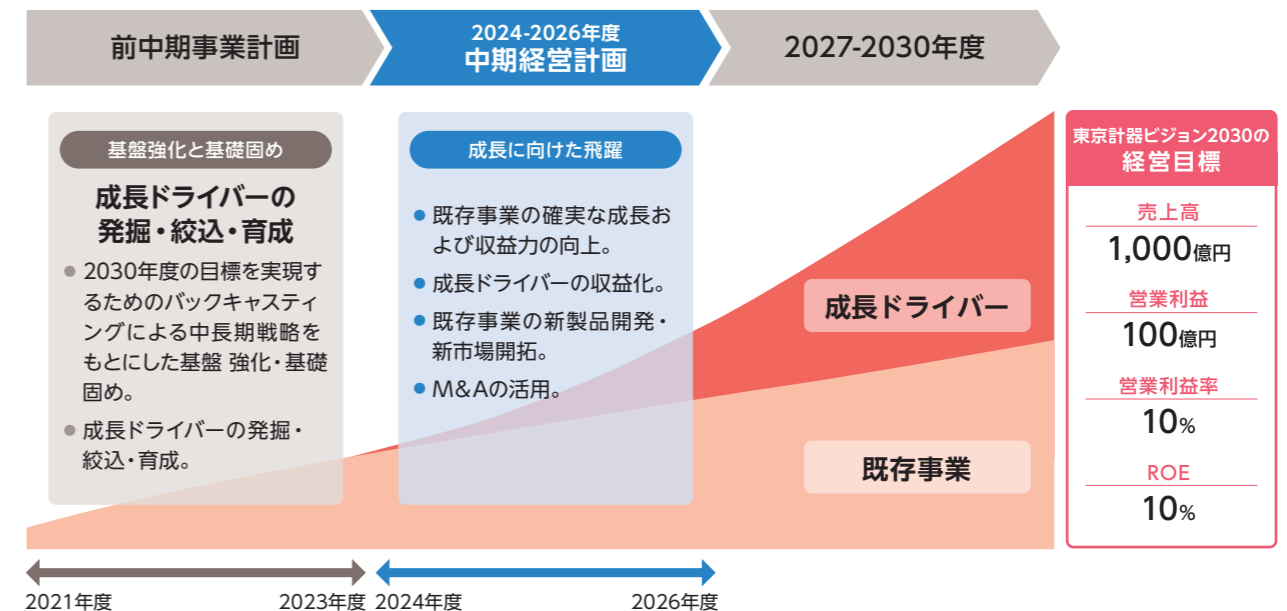 前中期事業計画
2024-2026年度
中期経営計画
2027-2030年度
基盤強化と基礎固め
成長ドライバーの
発掘・絞込・育成
● 2030年度の目標を実現す
るためのバックキャスティ
ングによる中長期戦略を
もとにした基盤 強化・基礎
固め。
● 成長ドライバーの発掘・
絞込・育成。
成長に向けた飛躍
● 既存事業の確実な成長お
よび収益力の向上。
● 成長ドライバーの収益化。
● 既存事業の新製品開発・
新市場開拓。
● M&Aの活用。
成長ドライバー
既存事業
東京計器ビジョン2030の
経営目標
売上高
1,000億円
営業利益
100億円
営業利益率
10%
ROE
10%
2021年度
2023年度
2024年度
2026年度